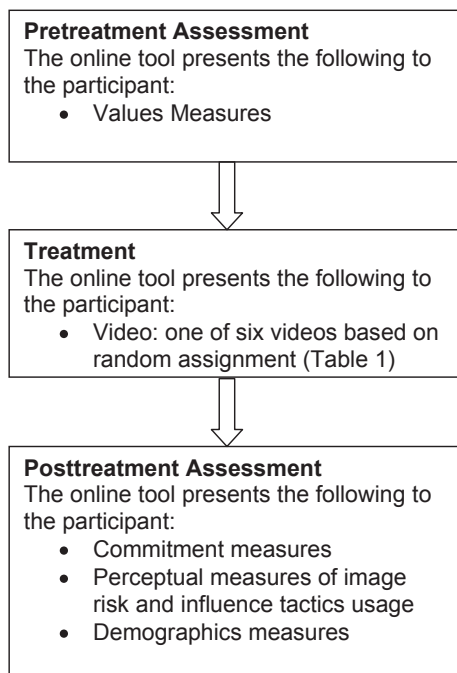 Pretreatment Assessment
The online tool presents the following to
the participant:
• Values Measures
Treatment
The online tool presents the following to
the participant:
• Video: one of six videos based on
random assignment (Table 1)
Posttreatment Assessment
The online tool presents the following to
the participant:
• Commitment measures
• Perceptual measures of image
risk and influence tactics usage
• Demographics measures